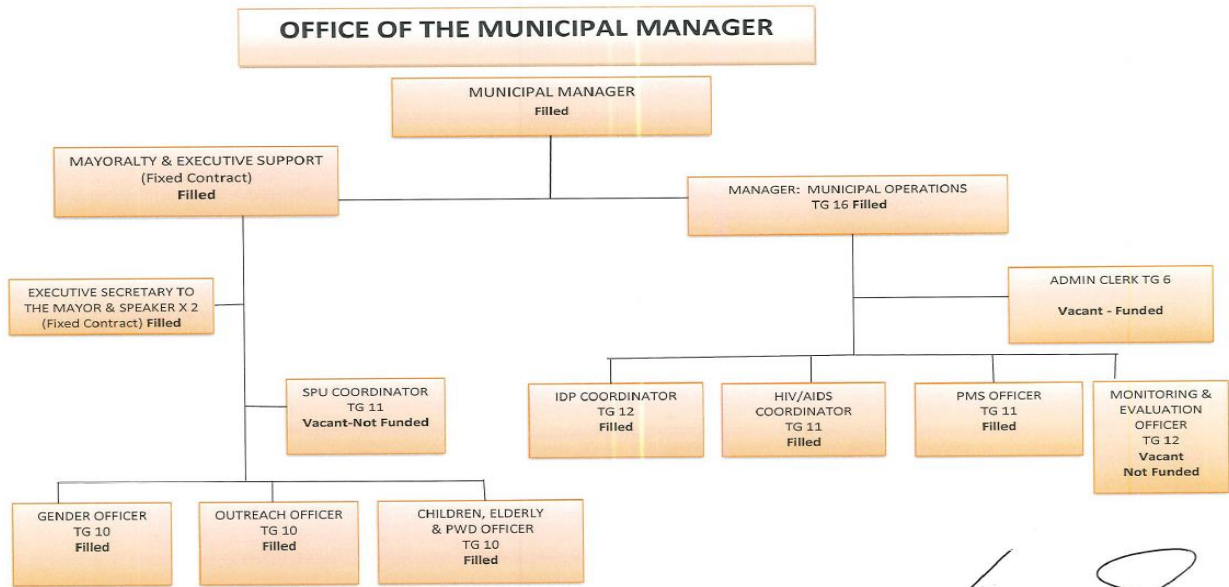 OFFICE OF THE MUNICIPAL MANAGER
MUNICIPAL MANAGER
Filled
MAYORALTY & EXECUTIVE SUPPORT
(Fixed Contract)
Filled
MANAGER:  MUNICIPAL OPERATIONS
TG 16 Filled
EXECUTIVE SECRETARY TO
THE MAYOR & SPEAKER X 2
(Fixed Contract) Filled
ADMIN CLERK TG 6
Vacant - Funded
SPU COORDINATOR
TG 11
Vacant-Not Funded
IDP COORDINATOR
TG 12
Filled
HIV/AIDS
COORDINATOR
TG 11
Filled
PMS OFFICER
TG 11
Filled
MONITORING &
EVALUATION
OFFICER
TG 12
Vacant
Not Funded
GENDER OFFICER
TG 10
Filled
OUTREACH OFFICER
TG 10
Filled
CHILDREN, ELDERLY
& PWD OFFICER
TG 10
Filled